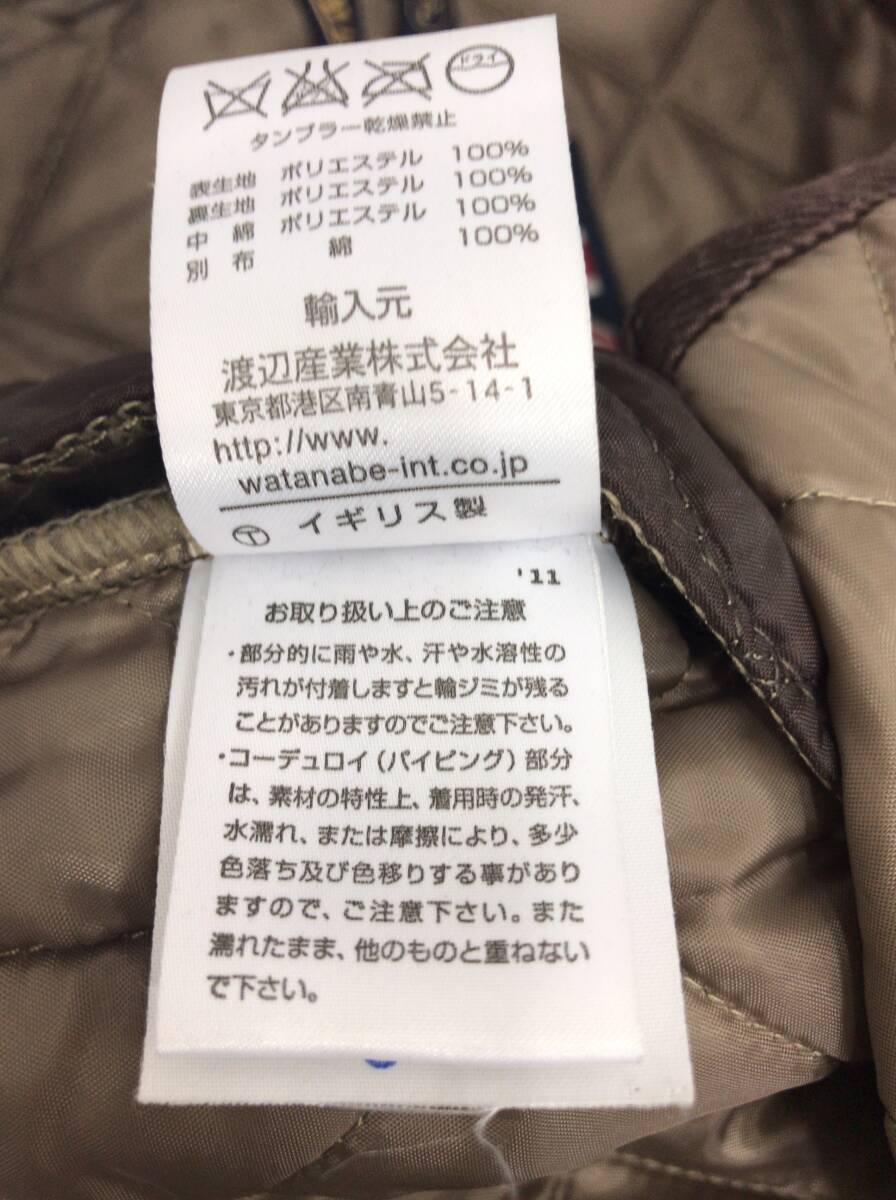 ドライ
タンブラー乾燥禁止
表生地 ポリエステル 100%
裏生地 ポリエステル 100%
中綿 ポリエステル 100%
別布 綿 100%
輸入元
渡辺産業株式会社
東京都港区南青山5-14-1
http://www.
watanabe-int.co.jp
T イギリス製
'11
お取り扱い上のご注意
・部分的に雨や水、汗や水溶性の
汚れが付着しますと輪ジミが残る
ことがありますのでご注意下さい。
・コーデュロイ(パイピング)部分
は、素材の特性上、着用時の発汗、
水濡れ、または摩擦により、多少
色落ち及び色移りする事があり
ますので、ご注意下さい。また
濡れたまま、他のものと重ねない
で下さい。